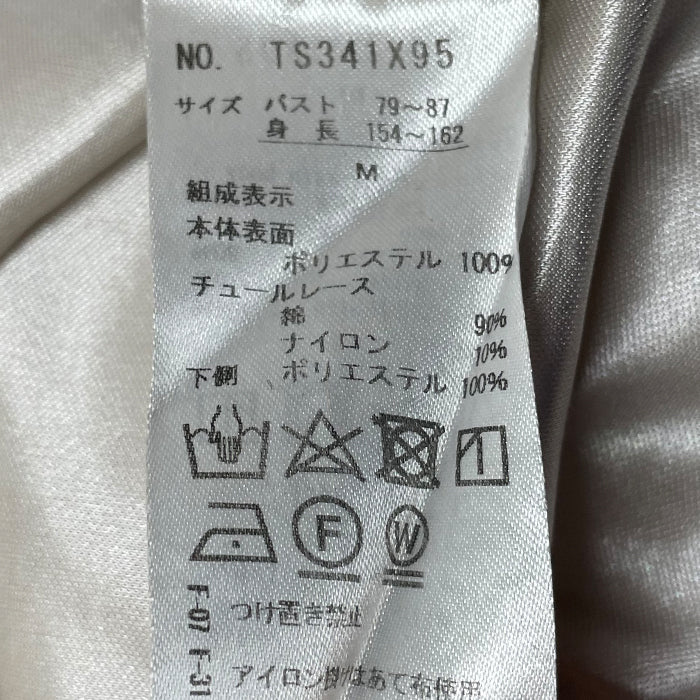 NO. TS341X95
サイズ バスト 79〜87
身長 154〜162
M
組成表示
本体表面
ポリエステル 100%
チュールレース
綿 90%
ナイロン 10%
下側 ポリエステル 100%
F
W
F-07 つけ置き禁止
F-31 アイロン掛けはあて布使用